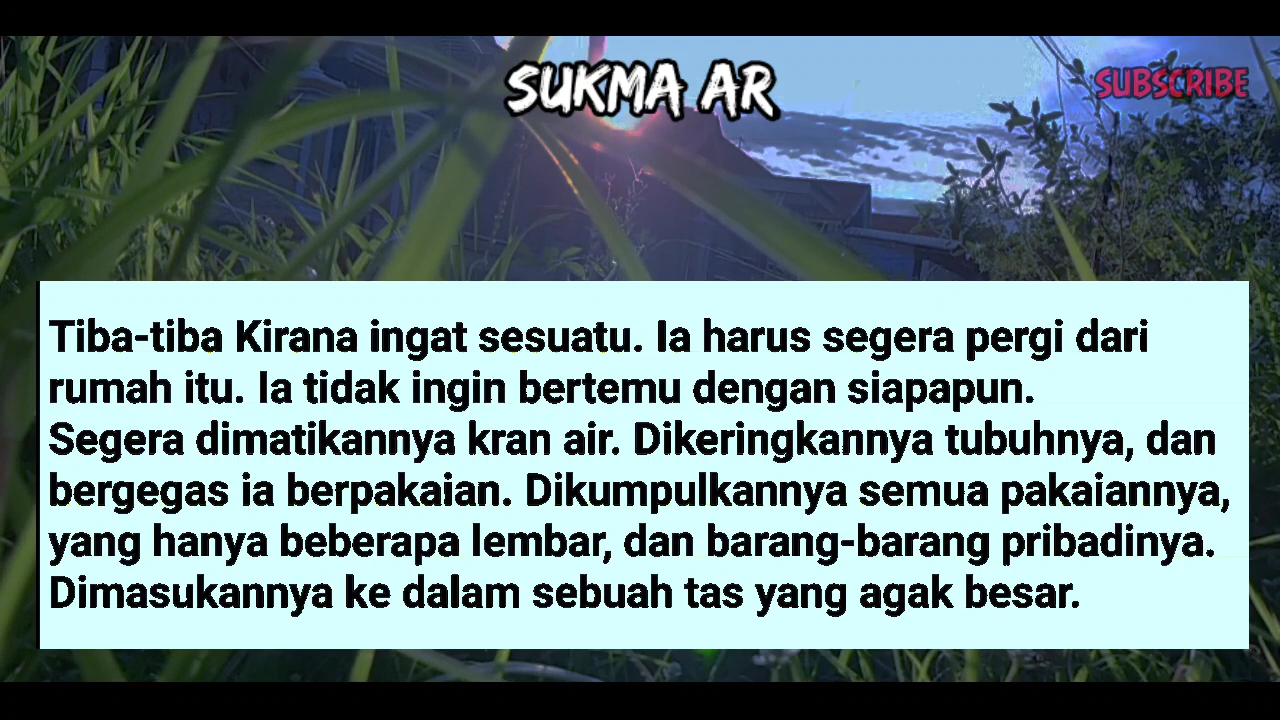 SUKMA AR
SUBSCRIBE
Tiba-tiba Kirana ingat sesuatu. Ia harus segera pergi dari
rumah itu. Ia tidak ingin bertemu dengan siapapun.
Segera dimatikannya kran air. Dikeringkannya tubuhnya, dan
bergegas ia berpakaian. Dikumpulkannya semua pakaiannya,
yang hanya beberapa lembar, dan barang-barang pribadinya.
Dimasukannya ke dalam sebuah tas yang agak besar.